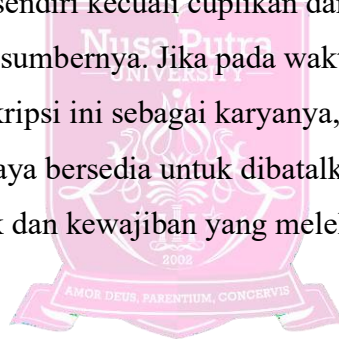 sendiri kecuali cuplikan dan
Nusa Putra
sumbernya. Jika pada wak
UNIVERSITY
kripsi ini sebagai karyanya,
aya bersedia untuk dibatalk
k dan kewajiban yang mele
2002
AMOR DEUS, PARENTIUM, CONCERVIS